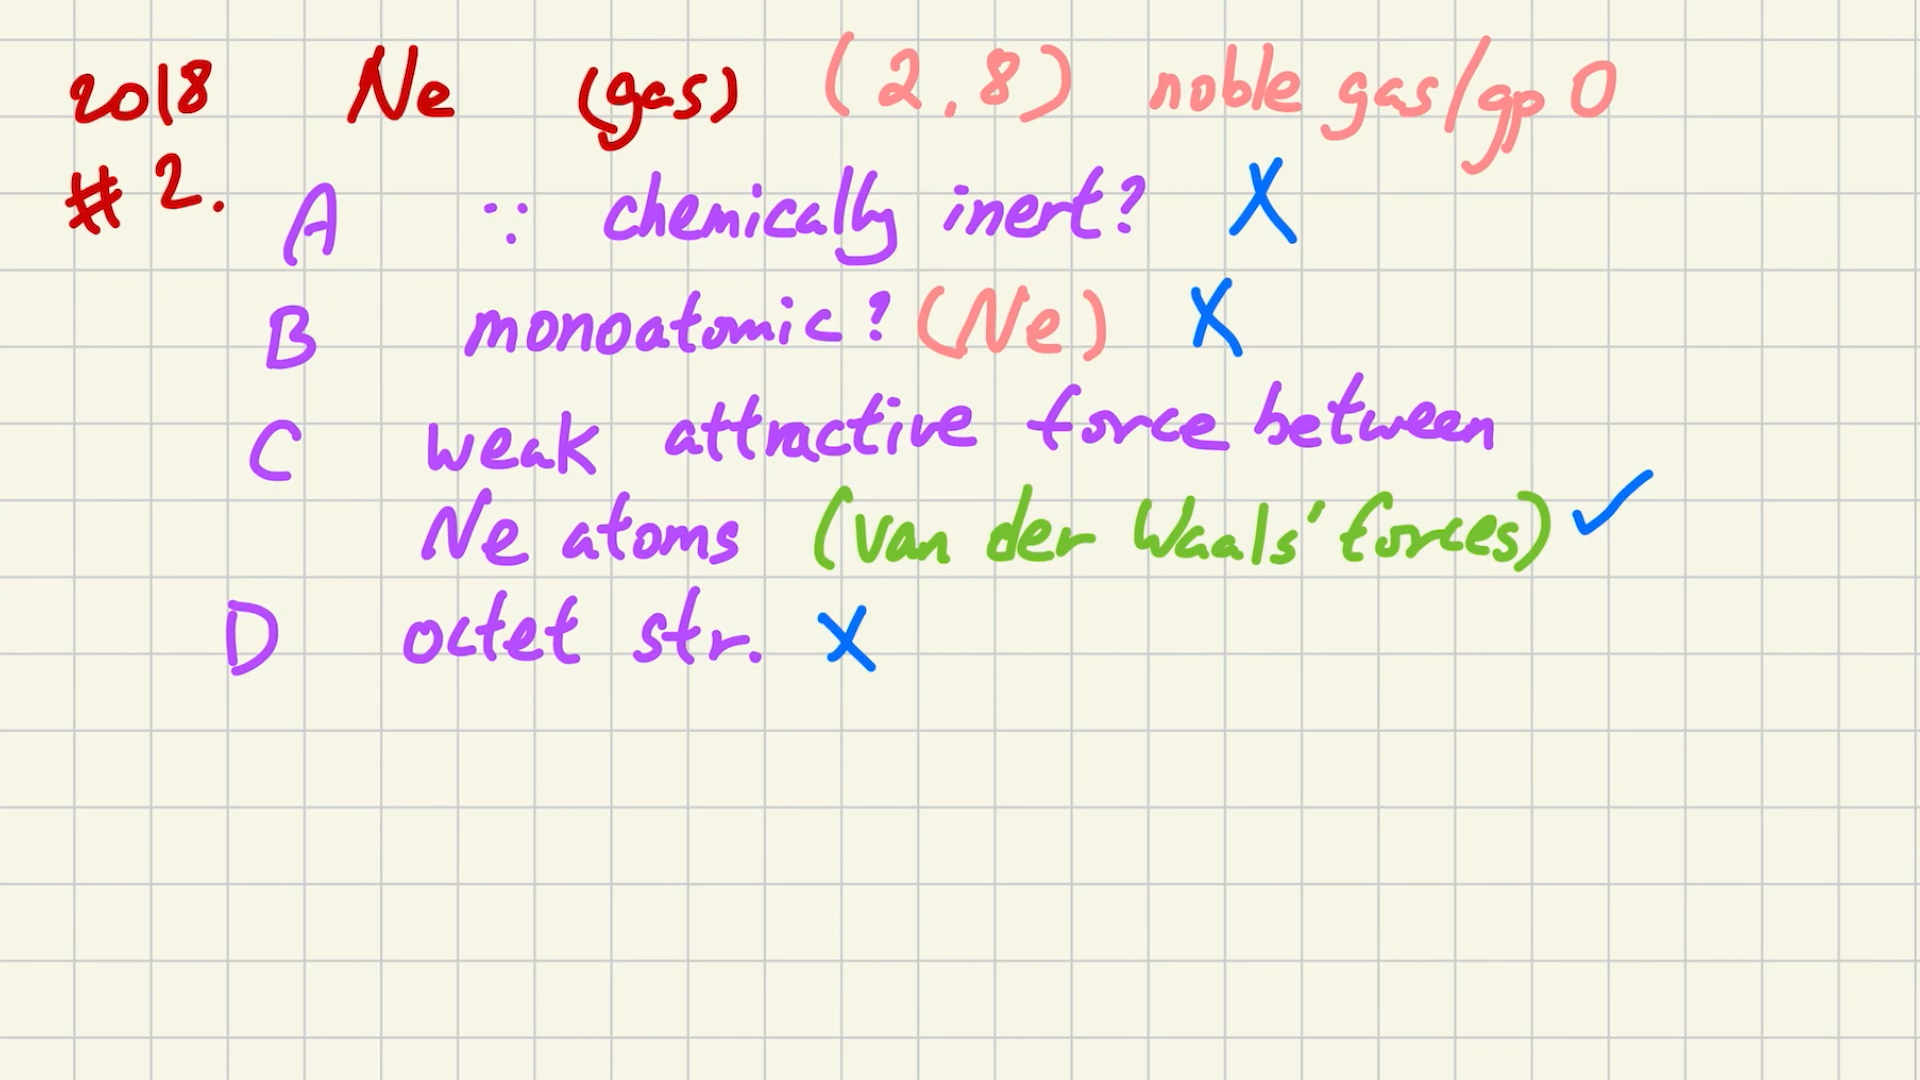 2018 Ne (gas) (2,8) noble gas/gp 0
#2.
A ∵ chemically inert? X
B monoatomic? (Ne) X
C weak attractive force between
Ne atoms (van der Waals' forces) ✓
D octet str. X